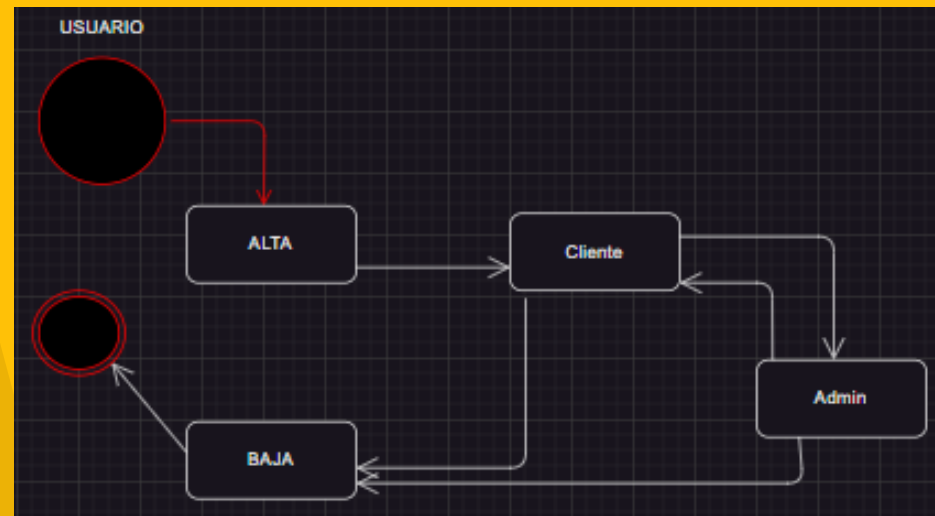 USUARIO
ALTA
Cliente
Admin
BAJA